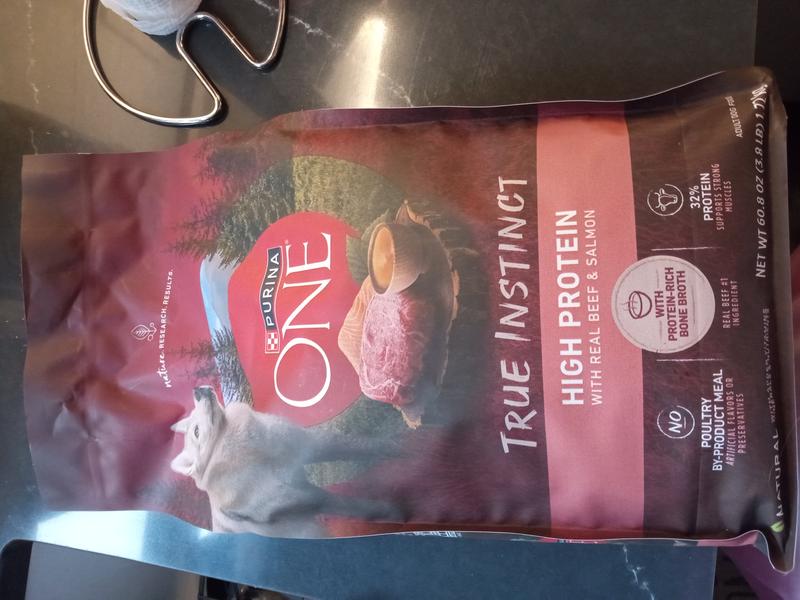 nature. RESEARCH. RESULTS.
PURINA
ONE®
TRUE INSTINCT
HIGH PROTEIN
WITH REAL BEEF & SALMON
NO
POULTRY
BY-PRODUCT MEAL
ARTIFICIAL FLAVORS OR
PRESERVATIVES
WITH
PROTEIN-RICH
BONE BROTH
REAL BEEF #1
INGREDIENT
32%
PROTEIN
SUPPORTS STRONG
MUSCLES
ADULT DOG FOOD
NATURAL
NET WT 60.8 OZ (3.8 LB)